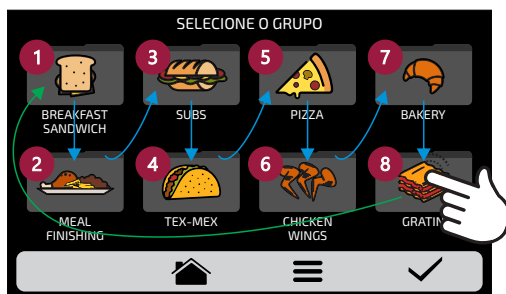 SELECIONE O GRUPO
1
BREAKFAST
SANDWICH
3
SUBS
5
PIZZA
7
BAKERY
2
MEAL
FINISHING
4
TEX-MEX
6
CHICKEN
WINGS
8
GRATIN